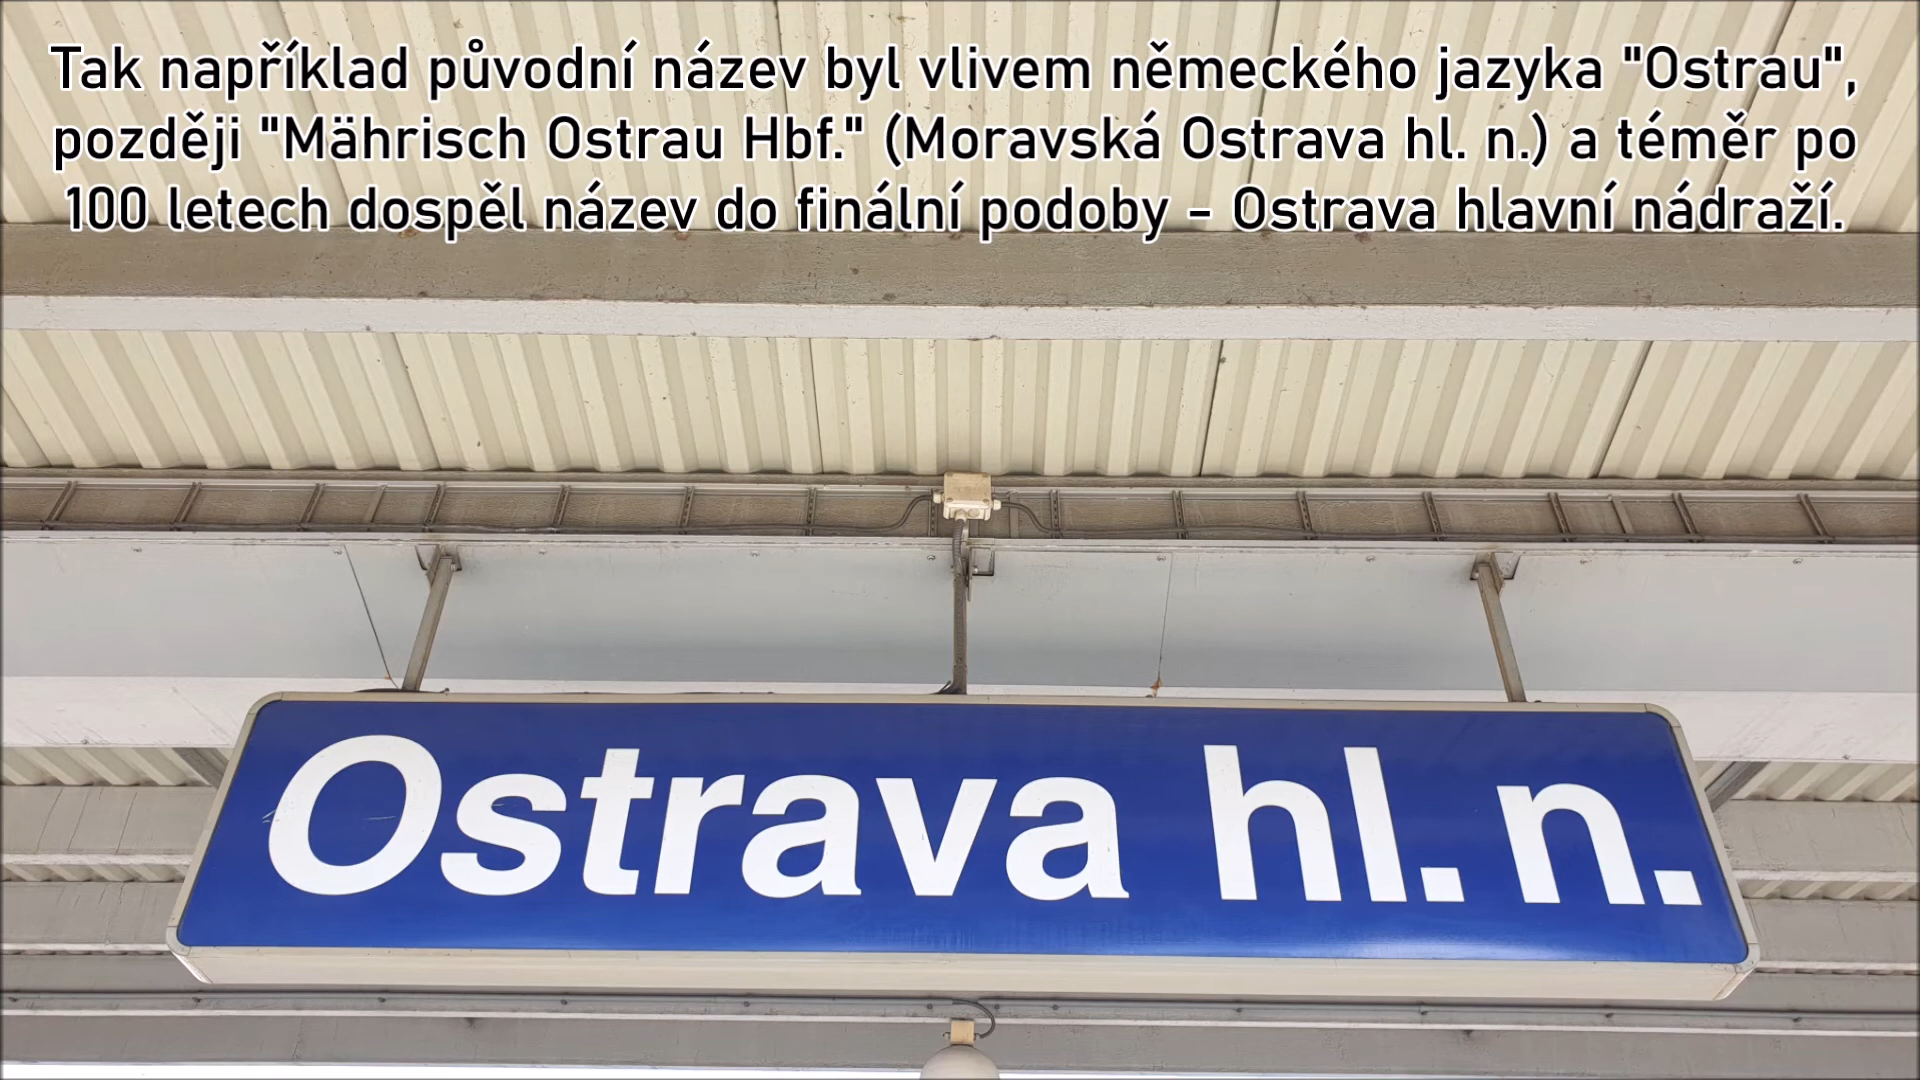 Tak například původní název byl vlivem německého jazyka "Ostrau",
později "Mährisch Ostrau Hbf." (Moravská Ostrava hl. n.) a téměr po
100 letech dospěl název do finální podoby - Ostrava hlavní nádraží.
Ostrava hl. n.